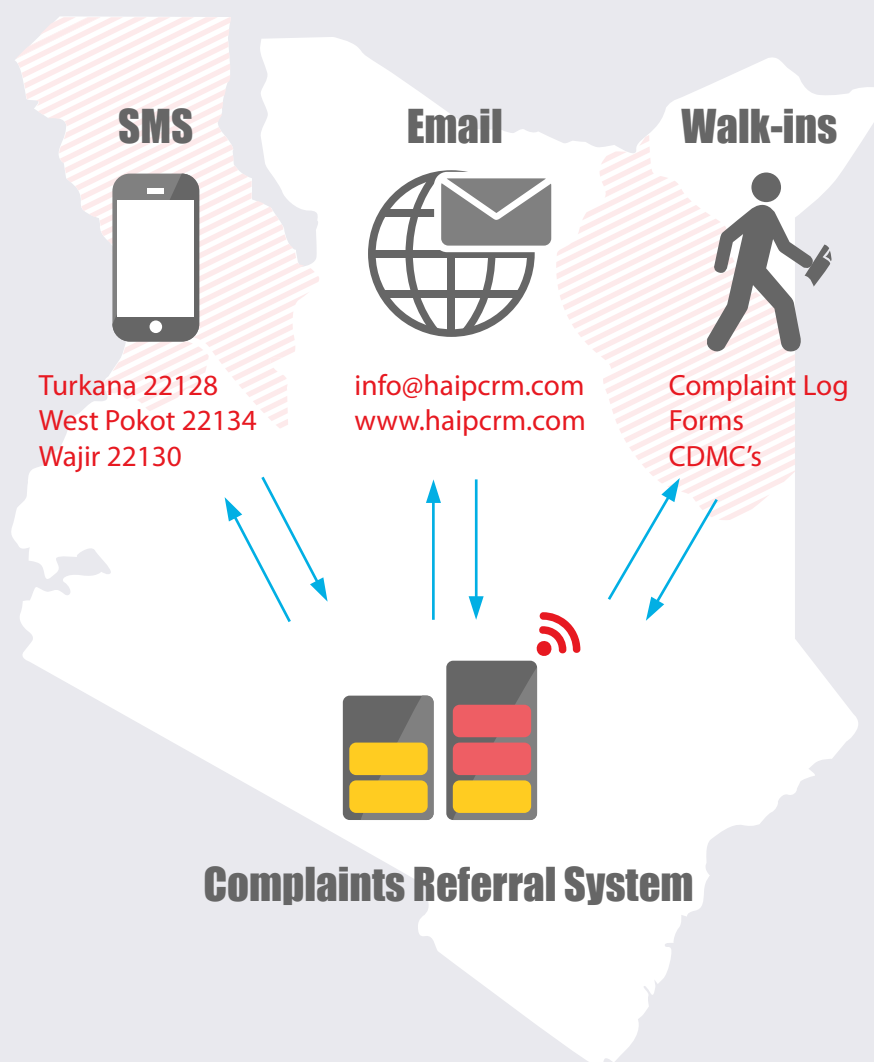 SMS
Email
Walk-ins
Turkana 22128
West Pokot 22134
Wajir 22130
info@haipcrm.com
www.haipcrm.com
Complaint Log
Forms
CDMC’s
Complaints Referral System